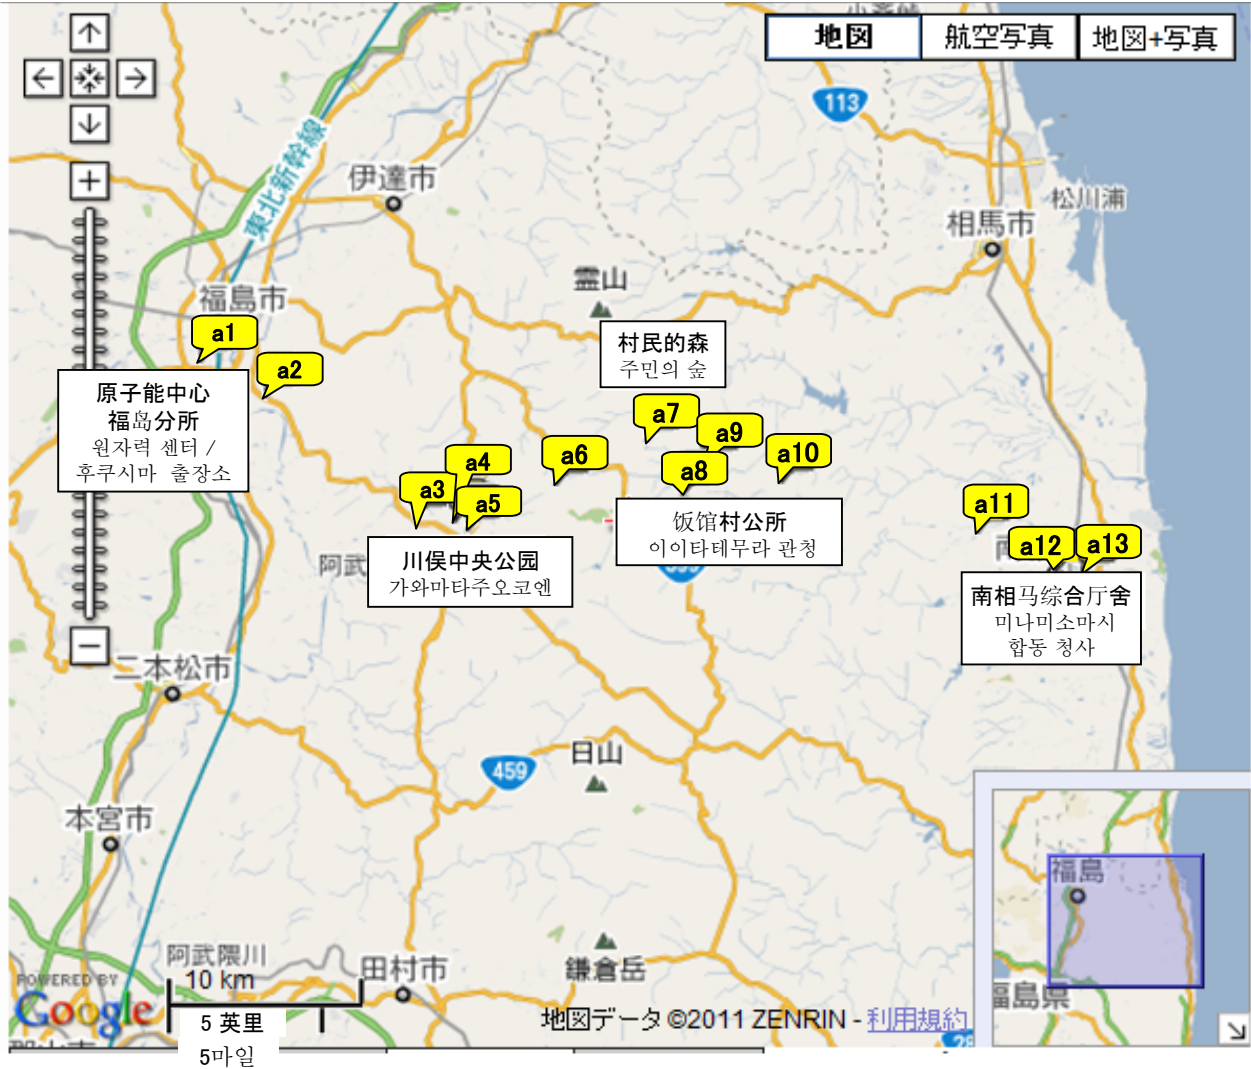 地図
航空写真
地図+写真
113
東北新幹線
伊達市
松川浦
相馬市
霊山
福島市
a1
村民的森
주민의 숲
a2
原子能中心
福岛分所
원자력 센터 /
후쿠시마 출장소
a7
a9
a4
a6
a10
a8
a3
a5
a11
饭馆村公所
이이타테무라 관청
a12
a13
川俣中央公园
가와마타주오코엔
阿武
南相马综合厅舍
미나미소마시
합동 청사
二本松市
日山
459
本宮市
福島
阿武隈川
10 km
田村市
鎌倉岳
福島県
POWERED BY
Google
5 英里
5마일
地図データ ©2011 ZENRIN - 利用規約